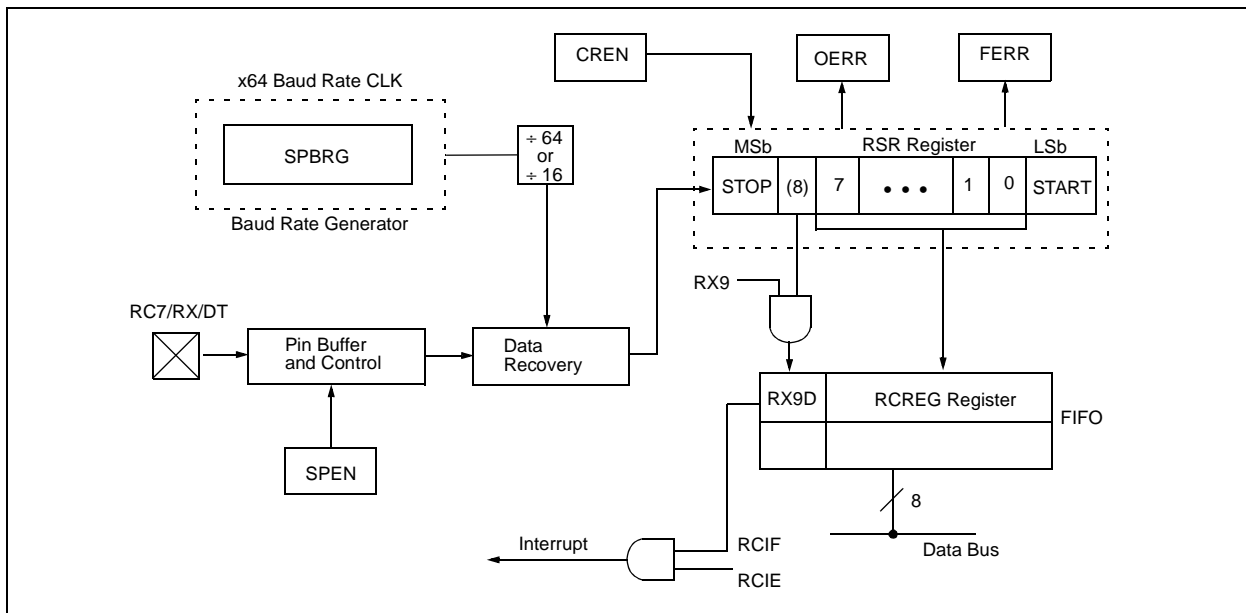 CREN
OERR
FERR
x64 Baud Rate CLK
SPBRG
÷ 64
or
÷ 16
Baud Rate Generator
MSb
RSR Register
LSb
STOP
(8)
7
• • •
1
0
START
RX9
RC7/RX/DT
Pin Buffer
and Control
Data
Recovery
SPEN
RX9D
RCREG Register
FIFO
8
Data Bus
Interrupt
RCIF
RCIE